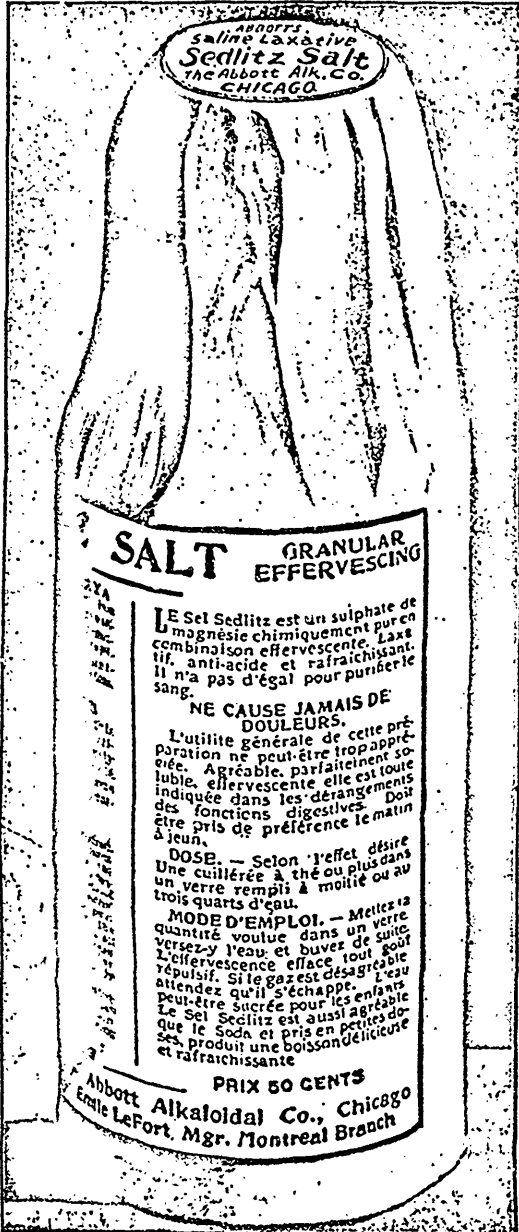 ABBOTTS.
Saline Laxative
Sedlitz Salt
The Abbott Alk. Co.
CHICAGO
SALT
GRANULAR
EFFERVESCING
LE Sel Sedlitz est un sulphate de
magnèsie chimiquement pur en
combinaison effervescente. Laxa
tif, anti-acide et rafraichissant.
Il n'a pas d'égal pour purifier le
sang.
NE CAUSE JAMAIS DE
DOULEURS.
L'utilite générale de cette pré-
paration ne peut-être trop appré-
ciée. Agréable, parfaitement so-
luble, effervescente elle est toute
indiquée dans les dérangements
des fonctions digestives. Doit
être pris de préférence le matin
à jeun.
DOSE. — Selon l'effet désire
Une cuillérée à thé ou plus dans
un verre rempli à moitié ou au
trois quarts d'eau.
MODE D'EMPLOI. — Mettez la
quantité voulue dans un verre
versez-y l'eau et buvez de suite.
L'effervescence efface tout goût
répulsif. Si le gaz est désagréable
attendez qu'il s'échappe. L'eau
peut-être sucrée pour les enfants
Le Sel Sedlitz est aussi agréable
que le Soda et pris en petites do-
ses, produit une boisson délicieuse
et rafraichissante
PRIX 50 CENTS
Abbott Alkaloidal Co., Chicago
Emile LeFort, Mgr. Montreal Branch